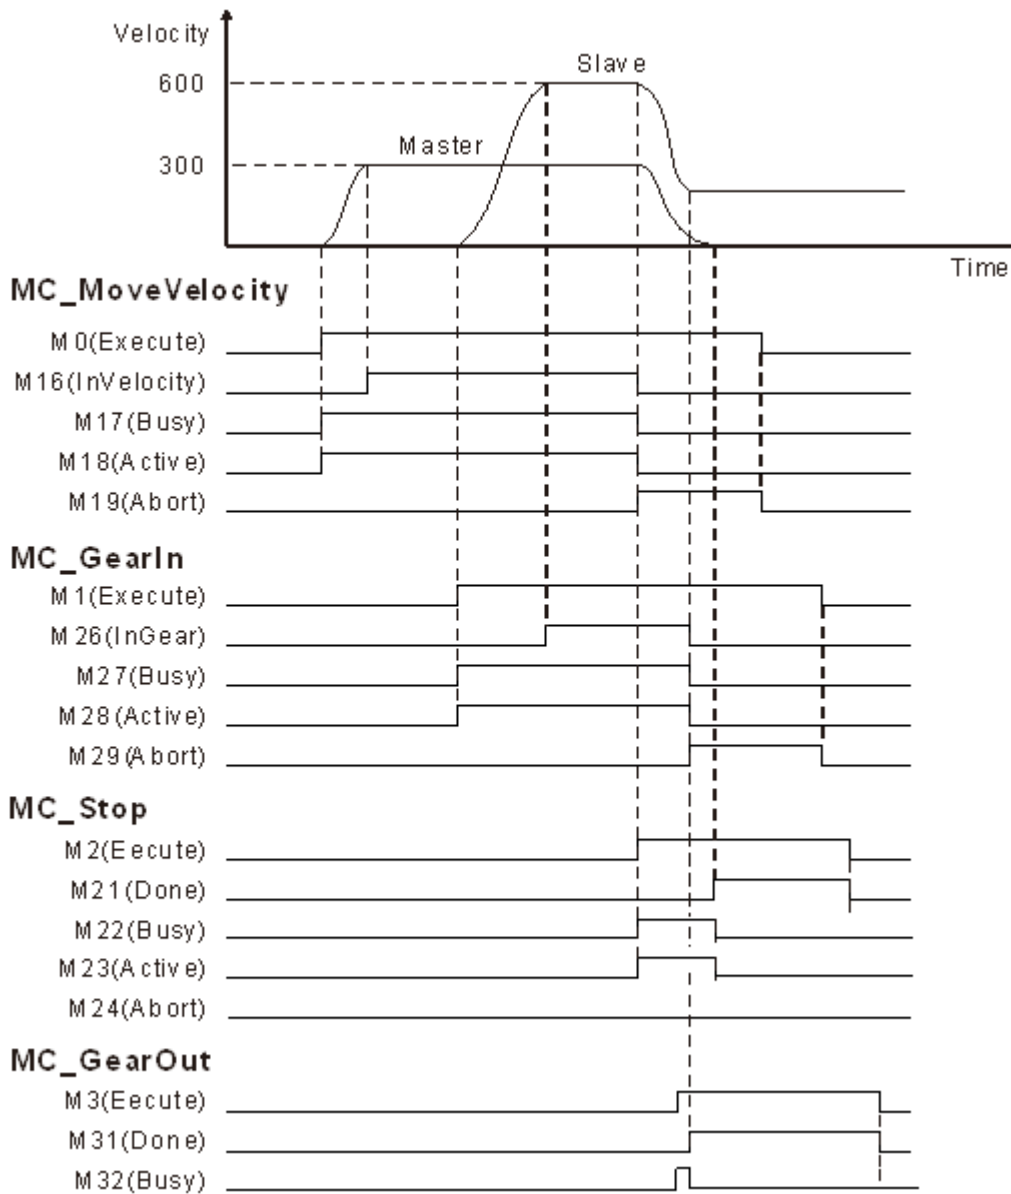 Velocity
Slave
600
Master
300
Time
MC_MoveVelocity
M0(Execute)
M16(InVelocity)
M17(Busy)
M18(Active)
M19(Abort)
MC_GearIn
M1(Execute)
M26(InGear)
M27(Busy)
M28(Active)
M29(Abort)
MC_Stop
M2(Eecute)
M21(Done)
M22(Busy)
M23(Active)
M24(Abort)
MC_GearOut
M3(Eecute)
M31(Done)
M32(Busy)